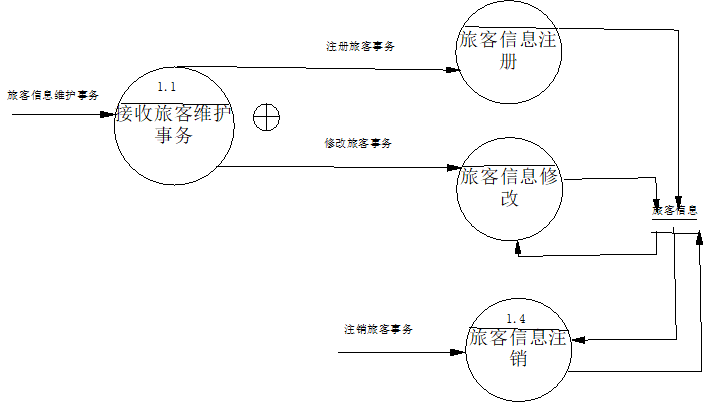 注册旅客事务
旅客信息注
册
旅客信息维护事务
1.1
接收旅客维护
事务
修改旅客事务
旅客信息修
改
旅客信息
注销旅客事务
1.4
旅客信息注
销